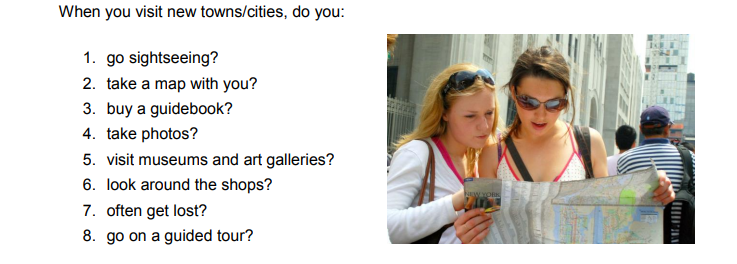 When you visit new towns/cities, do you:
1. go sightseeing?
2. take a map with you?
3. buy a guidebook?
4. take photos?
5. visit museums and art galleries?
6. look around the shops?
7. often get lost?
8. go on a guided tour?
NEW YORK